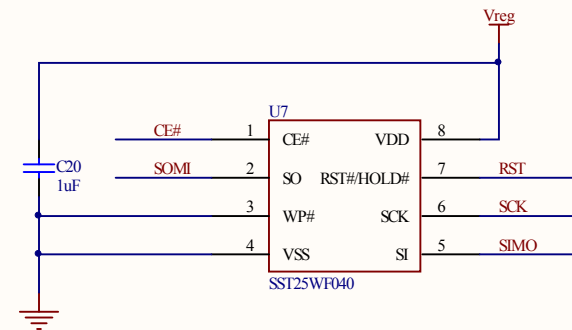 Vreg
U7
CE# 1 CE# VDD 8
C20 SOMI 2 SO RST#/HOLD# 7 RST
1uF
3 WP# SCK 6 SCK
4 VSS SI 5 SIMO
SST25WF040